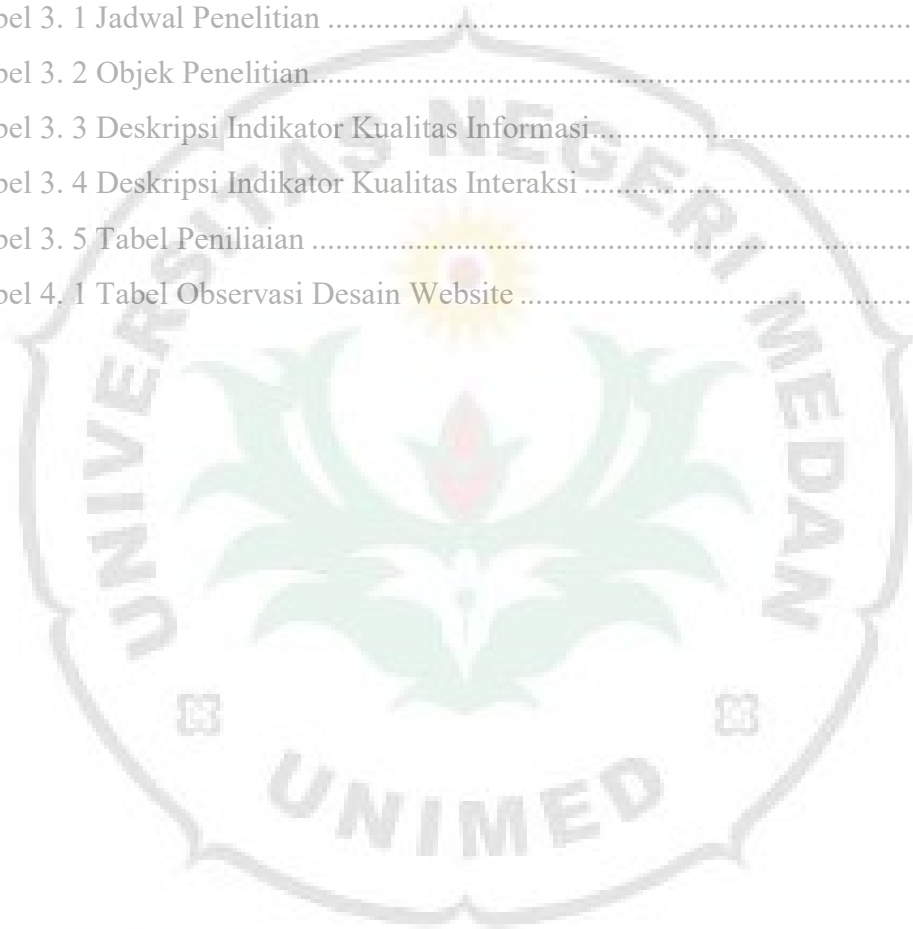 bel 3. 1 Jadwal Penelitian ........................................................................................
bel 3. 2 Objek Penelitian........................................................................................
bel 3. 3 Deskripsi Indikator Kualitas Informasi................................................
bel 3. 4 Deskripsi Indikator Kualitas Interaksi .................................................
bel 3. 5 Tabel Peniliaian ........................................................................................
bel 4. 1 Tabel Observasi Desain Website ..........................................................
UNIVERSITAS NEGERI MEDAN
UNIMED